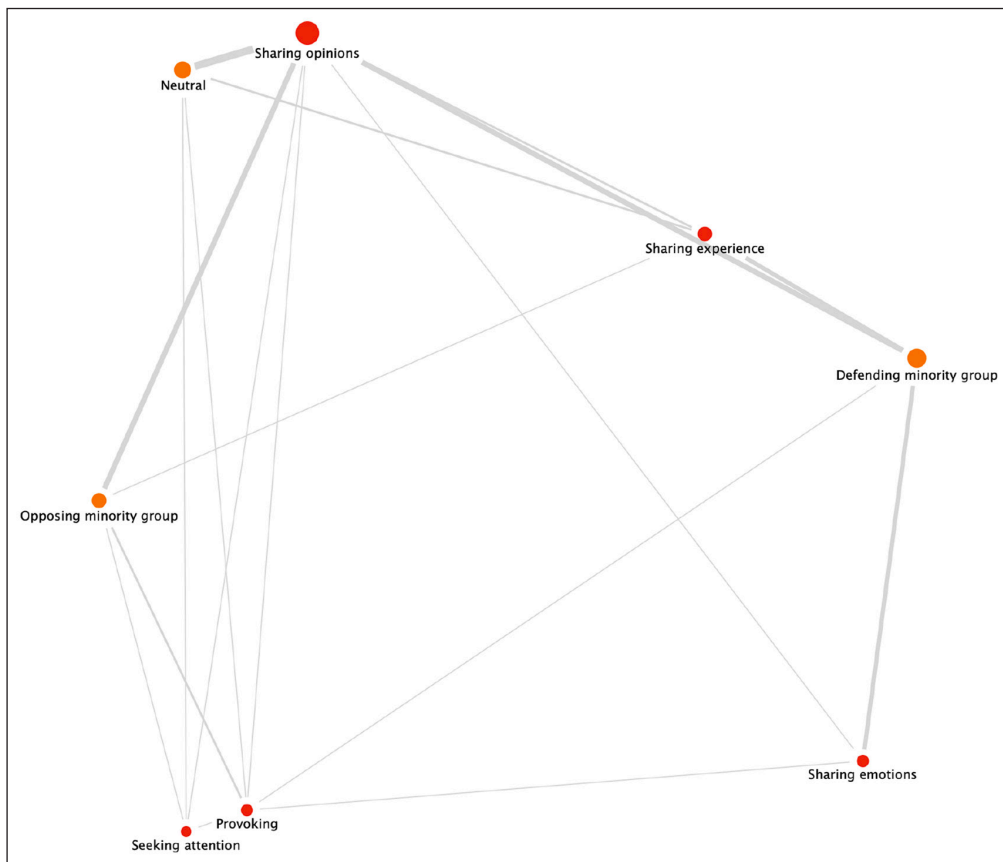 Sharing opinions
Neutral
Sharing experience
Defending minority group
Opposing minority group
Sharing emotions
Provoking
Seeking attention